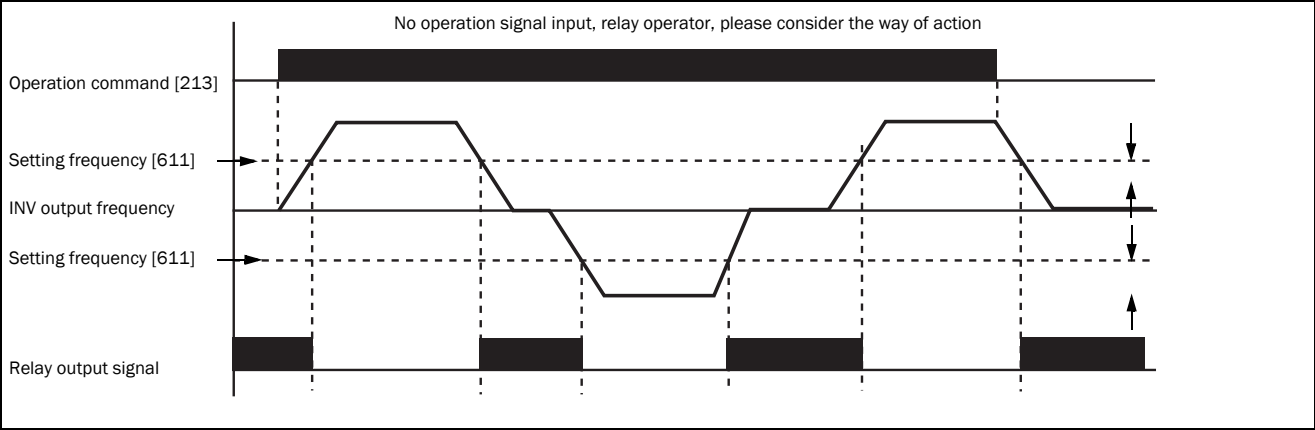 No operation signal input, relay operator, please consider the way of action
Operation command [213]
Setting frequency [611]
INV output frequency
Setting frequency [611]
Relay output signal